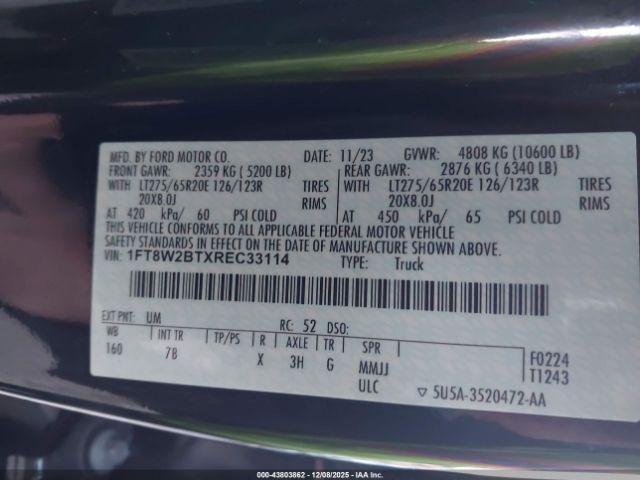 MFD. BY FORD MOTOR CO. DATE: 11/23 GVWR: 4808 KG (10600 LB)
FRONT GAWR: 2359 KG ( 5200 LB) REAR GAWR: 2876 KG ( 6340 LB)
WITH LT275/65R20E 126/123R TIRES WITH LT275/65R20E 126/123R TIRES
20X8.0J RIMS 20X8.0J RIMS
AT 420 kPa/ 60 PSI COLD AT 450 kPa/ 65 PSI COLD
THIS VEHICLE CONFORMS TO ALL APPLICABLE FEDERAL MOTOR VEHICLE
SAFETY STANDARDS IN EFFECT ON THE DATE OF MANUFACTURE SHOWN ABOVE.
VIN: 1FT8W2BTXREC33114 TYPE: Truck
EXT PNT: UM RC: 52 DSO:
WB INT TR TP/PS R AXLE TR SPR
160 7B X 3H G MMJJ
ULC
F0224
T1243
▽ 5U5A-3520472-AA
000-43803862 - 12/08/2025 - IAA Inc.